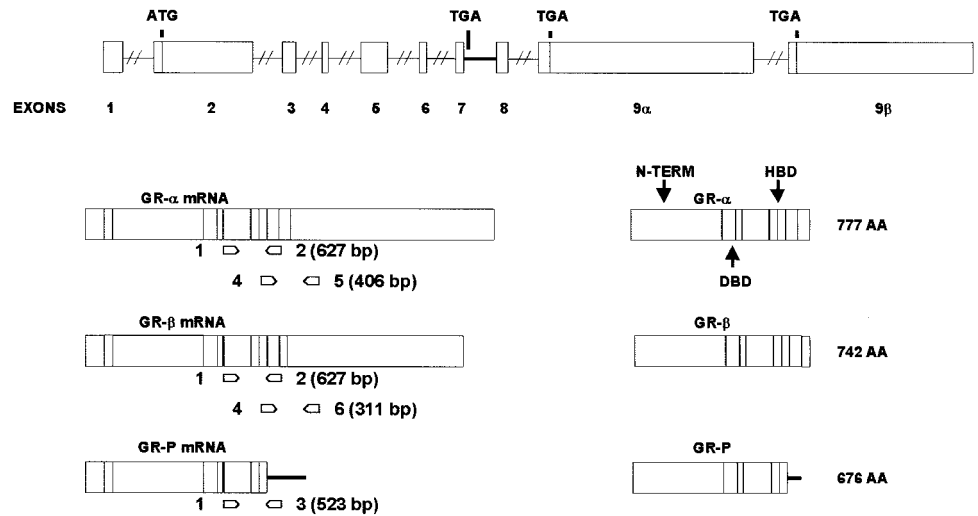 ATG TGA TGA TGA
EXONS 1 2 3 4 5 6 7 8 9α 9β
N-TERM HBD
GR-α mRNA GR-α
777 AA
1 2 (627 bp)
4 5 (406 bp) DBD
GR-β mRNA GR-β
742 AA
1 2 (627 bp)
4 6 (311 bp)
GR-P mRNA GR-P
676 AA
1 3 (523 bp)